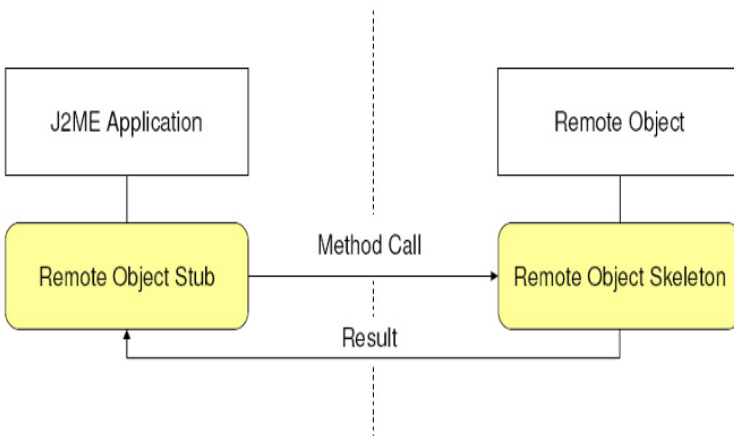 J2ME Application
Remote Object
Method Call
Remote Object Stub
Remote Object Skeleton
Result